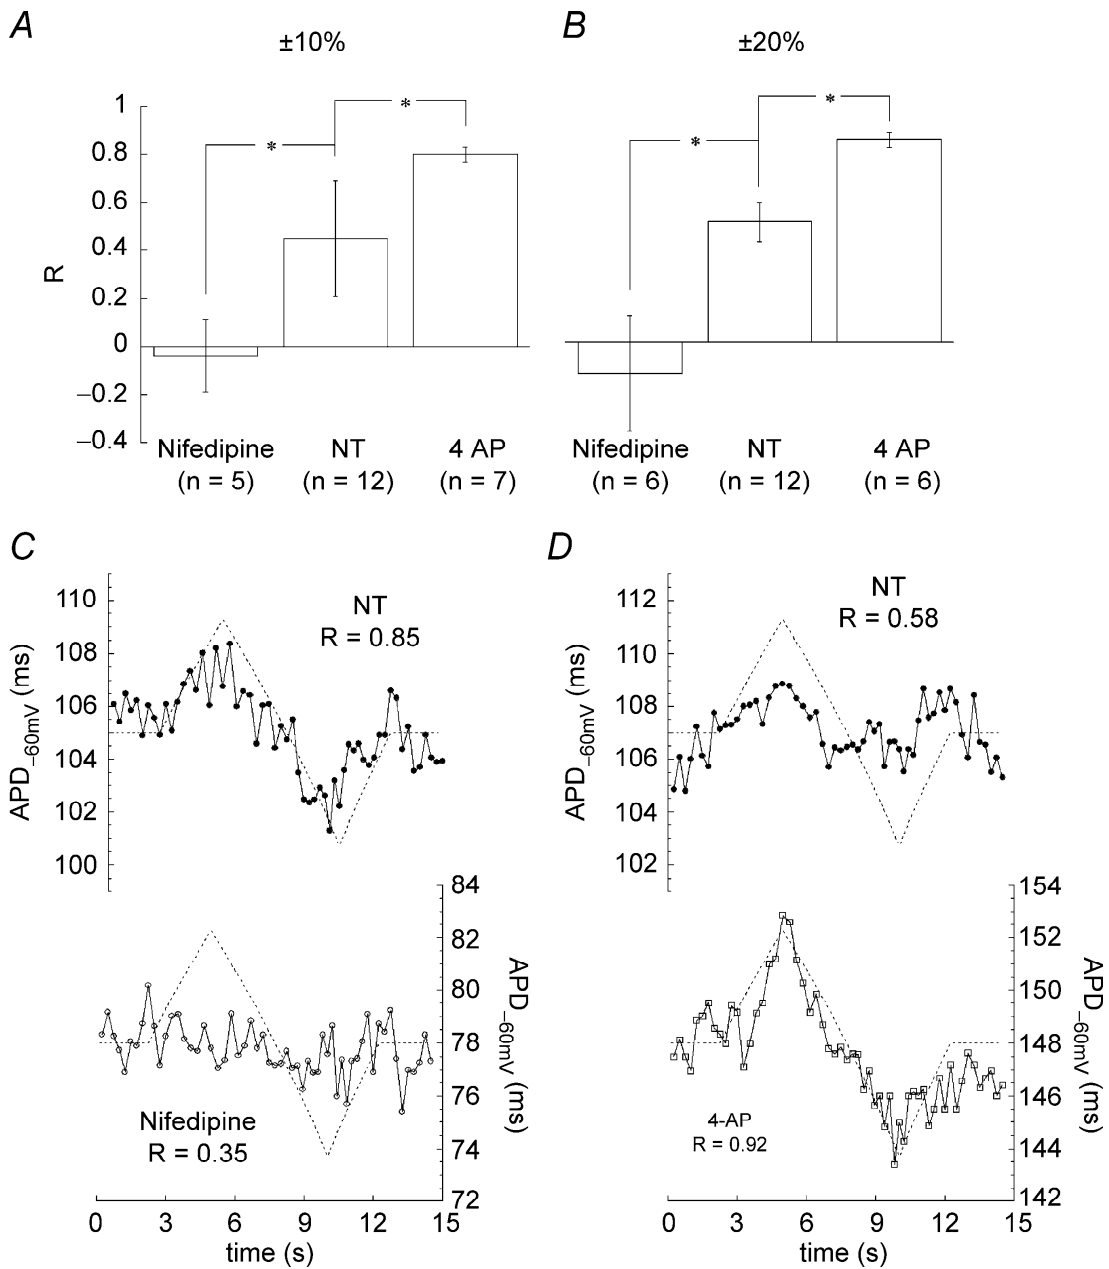 A
±10%
B
±20%
1
0.8
0.6
0.4
0.2
0
−0.2
−0.4
R
*
*
*
*
Nifedipine
(n = 5)
NT
(n = 12)
4 AP
(n = 7)
Nifedipine
(n = 6)
NT
(n = 12)
4 AP
(n = 6)
C
110
108
106
104
102
100
APD−60mV (ms)
NT
R = 0.85
84
82
80
78
76
74
72
APD−60mV (ms)
Nifedipine
R = 0.35
0
3
6
9
12
15
time (s)
D
112
110
108
106
104
102
APD−60mV (ms)
NT
R = 0.58
154
152
150
148
146
144
142
APD−60mV (ms)
4-AP
R = 0.92
0
3
6
9
12
15
time (s)